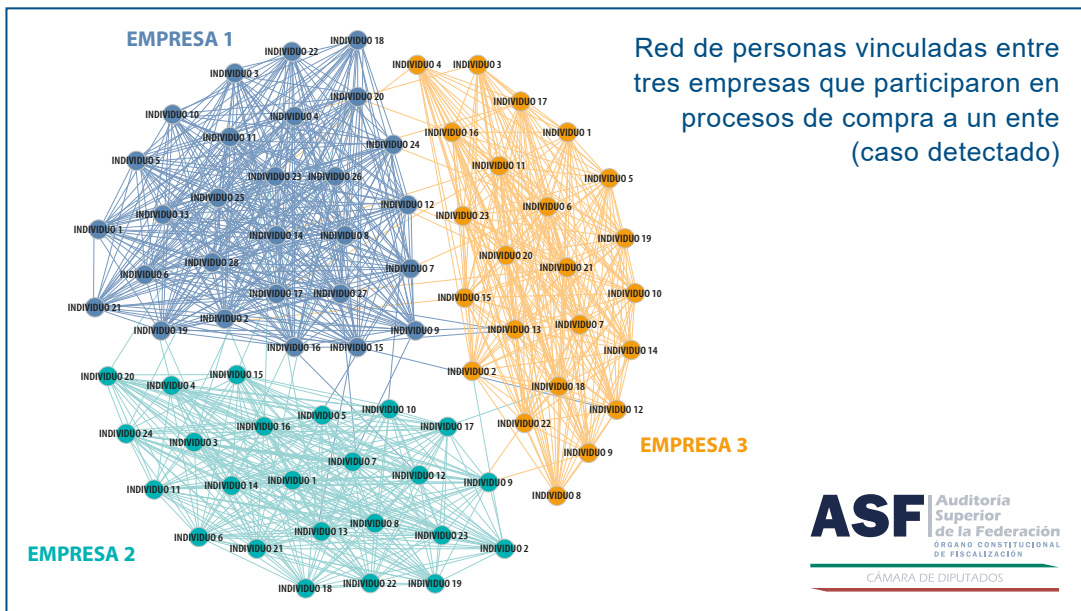 EMPRESA 1
INDIVIDUO 18
INDIVIDUO 22
INDIVIDUO 3
INDIVIDUO 20
INDIVIDUO 10
INDIVIDUO 4
INDIVIDUO 11
INDIVIDUO 24
INDIVIDUO 5
INDIVIDUO 23
INDIVIDUO 26
INDIVIDUO 25
INDIVIDUO 12
INDIVIDUO 13
INDIVIDUO 1
INDIVIDUO 14
INDIVIDUO 8
INDIVIDUO 28
INDIVIDUO 7
INDIVIDUO 6
INDIVIDUO 17
INDIVIDUO 27
INDIVIDUO 21
INDIVIDUO 2
INDIVIDUO 19
INDIVIDUO 9
INDIVIDUO 16
INDIVIDUO 15
INDIVIDUO 4
INDIVIDUO 3
INDIVIDUO 17
INDIVIDUO 16
INDIVIDUO 1
INDIVIDUO 11
INDIVIDUO 5
INDIVIDUO 6
INDIVIDUO 23
INDIVIDUO 19
INDIVIDUO 20
INDIVIDUO 21
INDIVIDUO 10
INDIVIDUO 15
INDIVIDUO 7
INDIVIDUO 13
INDIVIDUO 14
INDIVIDUO 2
INDIVIDUO 18
INDIVIDUO 12
INDIVIDUO 22
EMPRESA 3
INDIVIDUO 9
INDIVIDUO 8
INDIVIDUO 20
INDIVIDUO 15
INDIVIDUO 4
INDIVIDUO 10
INDIVIDUO 5
INDIVIDUO 16
INDIVIDUO 17
INDIVIDUO 24
INDIVIDUO 3
INDIVIDUO 7
INDIVIDUO 12
INDIVIDUO 1
INDIVIDUO 9
INDIVIDUO 14
INDIVIDUO 11
INDIVIDUO 8
INDIVIDUO 13
INDIVIDUO 23
INDIVIDUO 6
INDIVIDUO 21
INDIVIDUO 2
EMPRESA 2
INDIVIDUO 18
INDIVIDUO 22
INDIVIDUO 19
Red de personas vinculadas entre
tres empresas que participaron en
procesos de compra a un ente
(caso detectado)
ASF
Auditoría
Superior
de la Federación
ÓRGANO CONSTITUCIONAL
DE FISCALIZACIÓN
CÁMARA DE DIPUTADOS